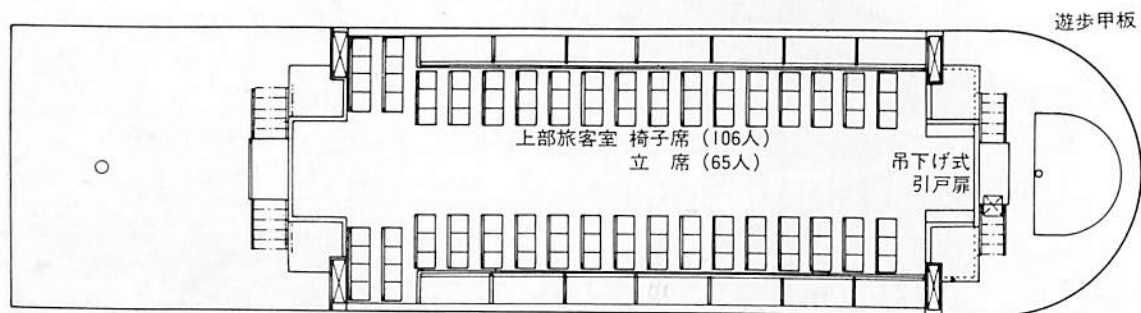 遊歩甲板
上部旅客室 椅子席 (106人)
立 席 (65人)
吊下げ式
引戸扉